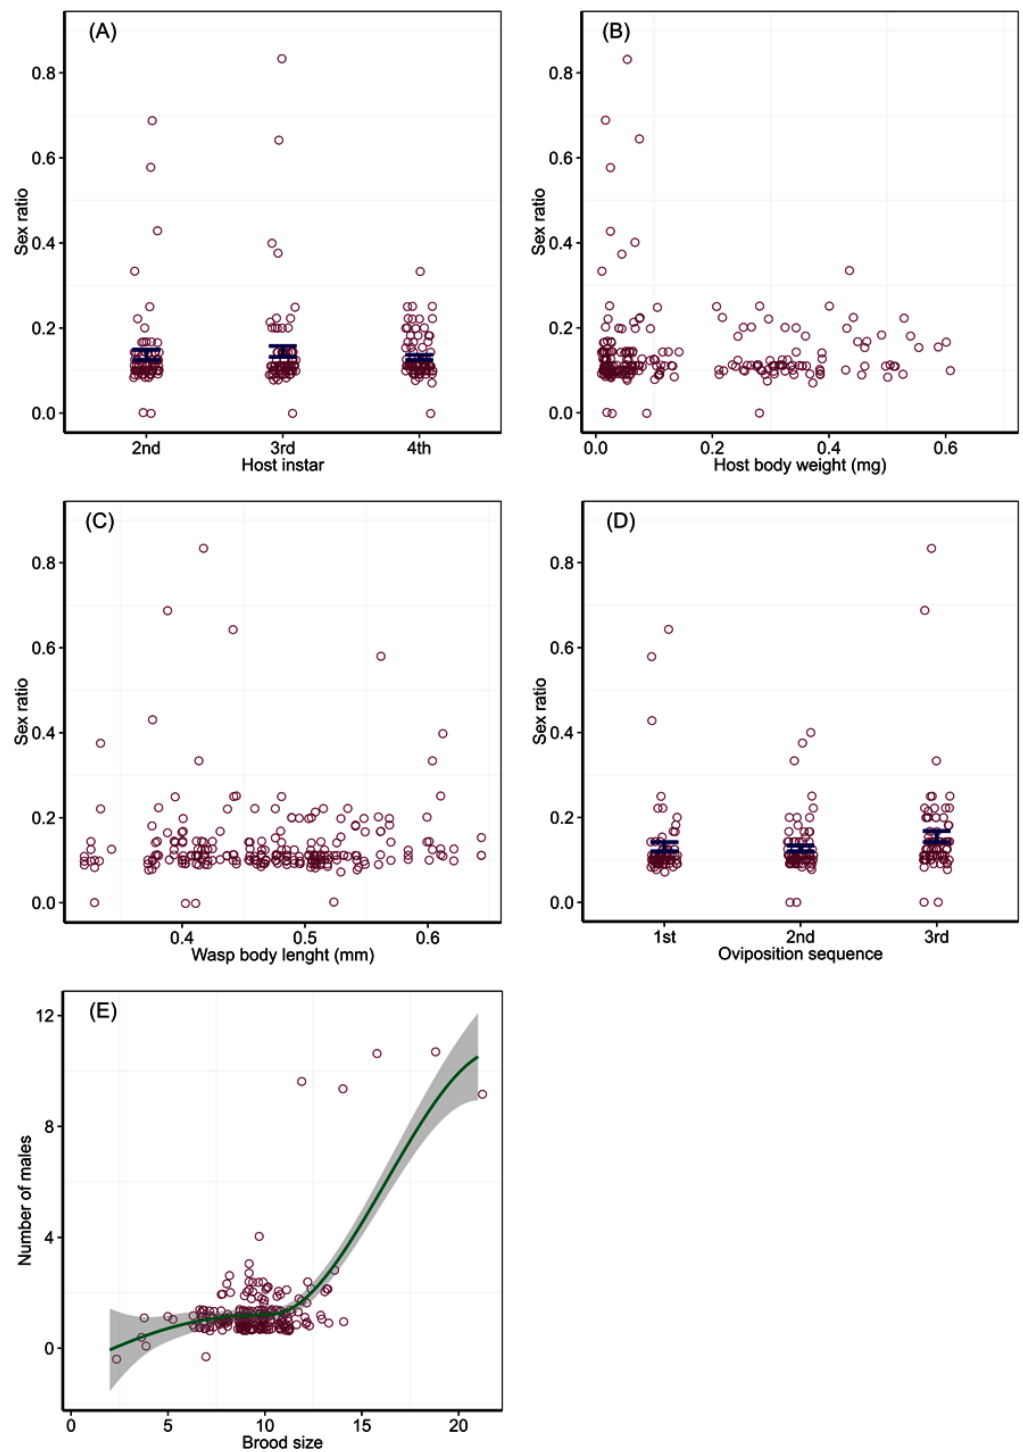 (A)
0.8
0.6
0.4
0.2
0.0
Sex ratio
2nd 3rd 4th
Host instar
(B)
0.8
0.6
0.4
0.2
0.0
Sex ratio
0.0 0.2 0.4 0.6
Host body weight (mg)
(C)
0.8
0.6
0.4
0.2
0.0
Sex ratio
0.4 0.5 0.6
Wasp body lenght (mm)
(D)
0.8
0.6
0.4
0.2
0.0
Sex ratio
1st 2nd 3rd
Oviposition sequence
(E)
12
8
4
0
Number of males
0 5 10 15 20
Brood size